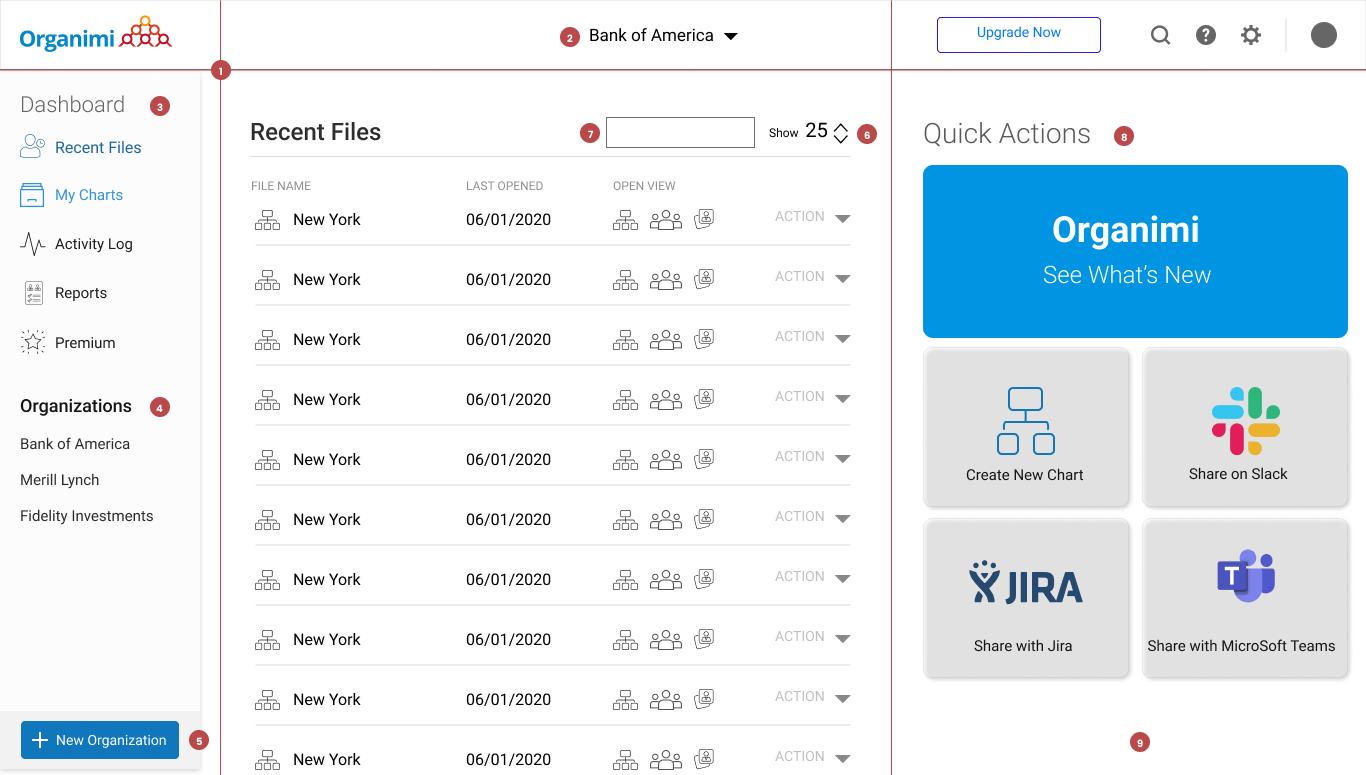 Organimi
2 Bank of America
Upgrade Now
?
1
Dashboard 3
Recent Files
My Charts
Activity Log
Reports
Premium
Organizations 4
Bank of America
Merill Lynch
Fidelity Investments
+ New Organization 5
Recent Files 7 Show 25 6
FILE NAME LAST OPENED OPEN VIEW
New York 06/01/2020 ACTION
New York 06/01/2020 ACTION
New York 06/01/2020 ACTION
New York 06/01/2020 ACTION
New York 06/01/2020 ACTION
New York 06/01/2020 ACTION
New York 06/01/2020 ACTION
New York 06/01/2020 ACTION
New York 06/01/2020 ACTION
New York 06/01/2020 ACTION
Quick Actions 8
Organimi
See What's New
Create New Chart
Share on Slack
JIRA
Share with Jira
T
Share with MicroSoft Teams
9